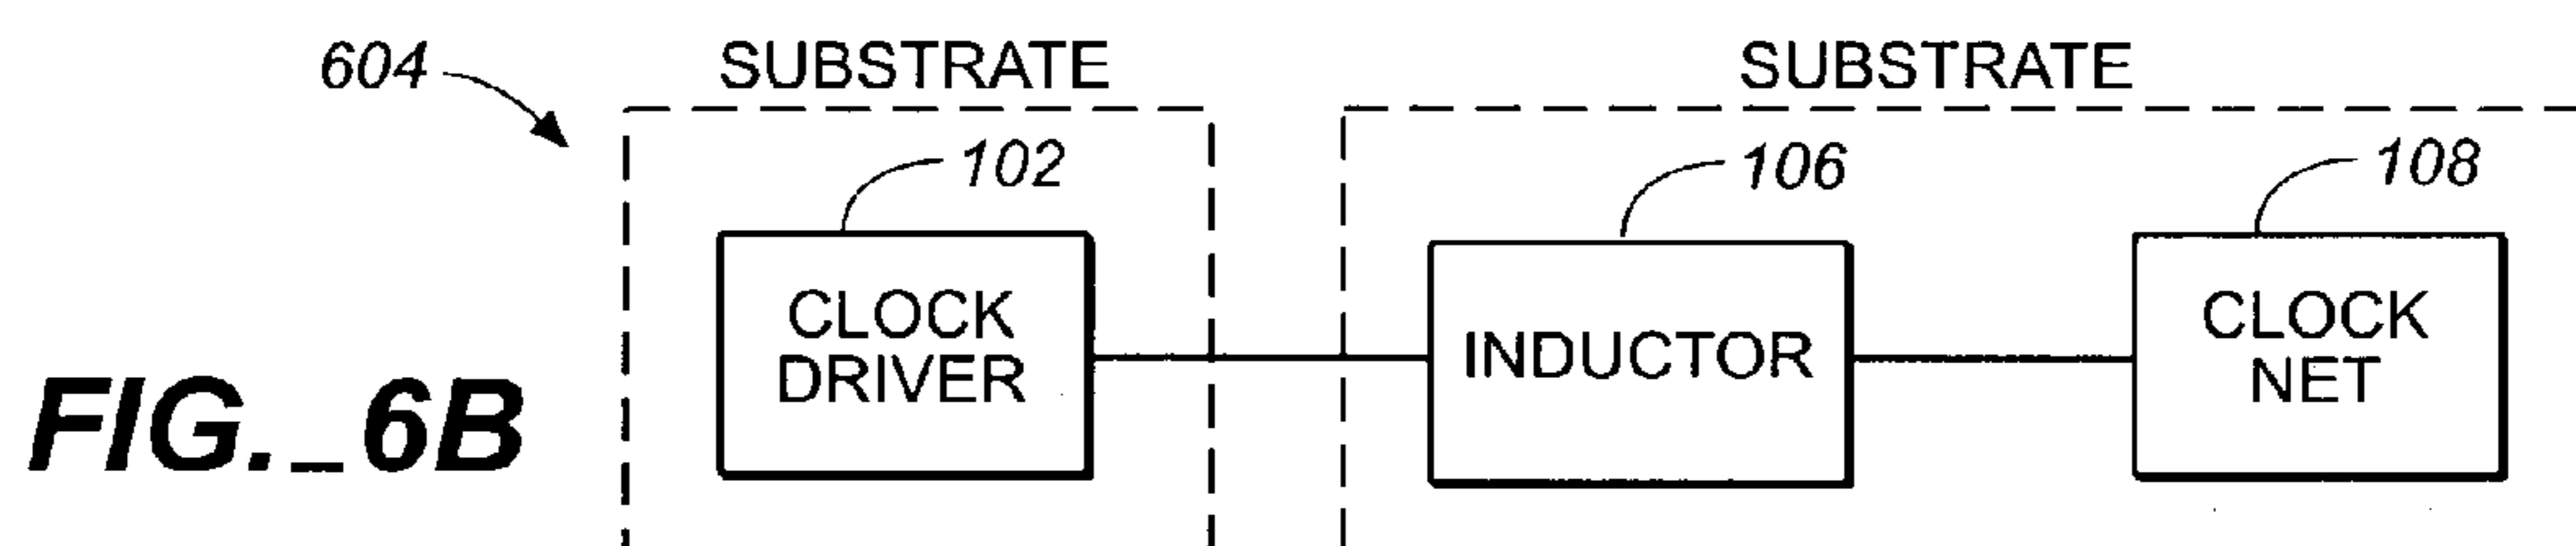 604
SUBSTRATE
SUBSTRATE
102
106
108
CLOCK
DRIVER
INDUCTOR
CLOCK
NET
FIG._6B